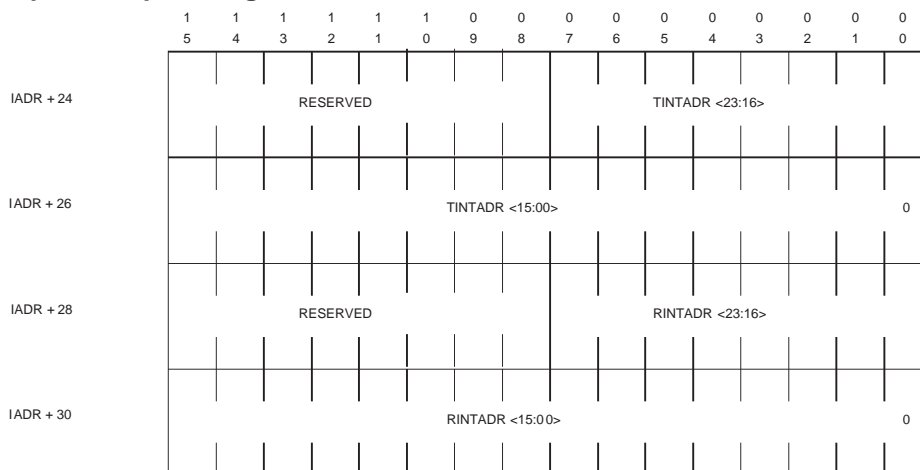 1 1 1 1 1 1 0 0 0 0 0 0 0 0 0 0
5 4 3 2 1 0 9 8 7 6 5 4 3 2 1 0
IADR + 24 RESERVED TINTADR <23:16>
IADR + 26 TINTADR <15:00> 0
IADR + 28 RESERVED RINTADR <23:16>
IADR + 30 RINTADR <15:00> 0